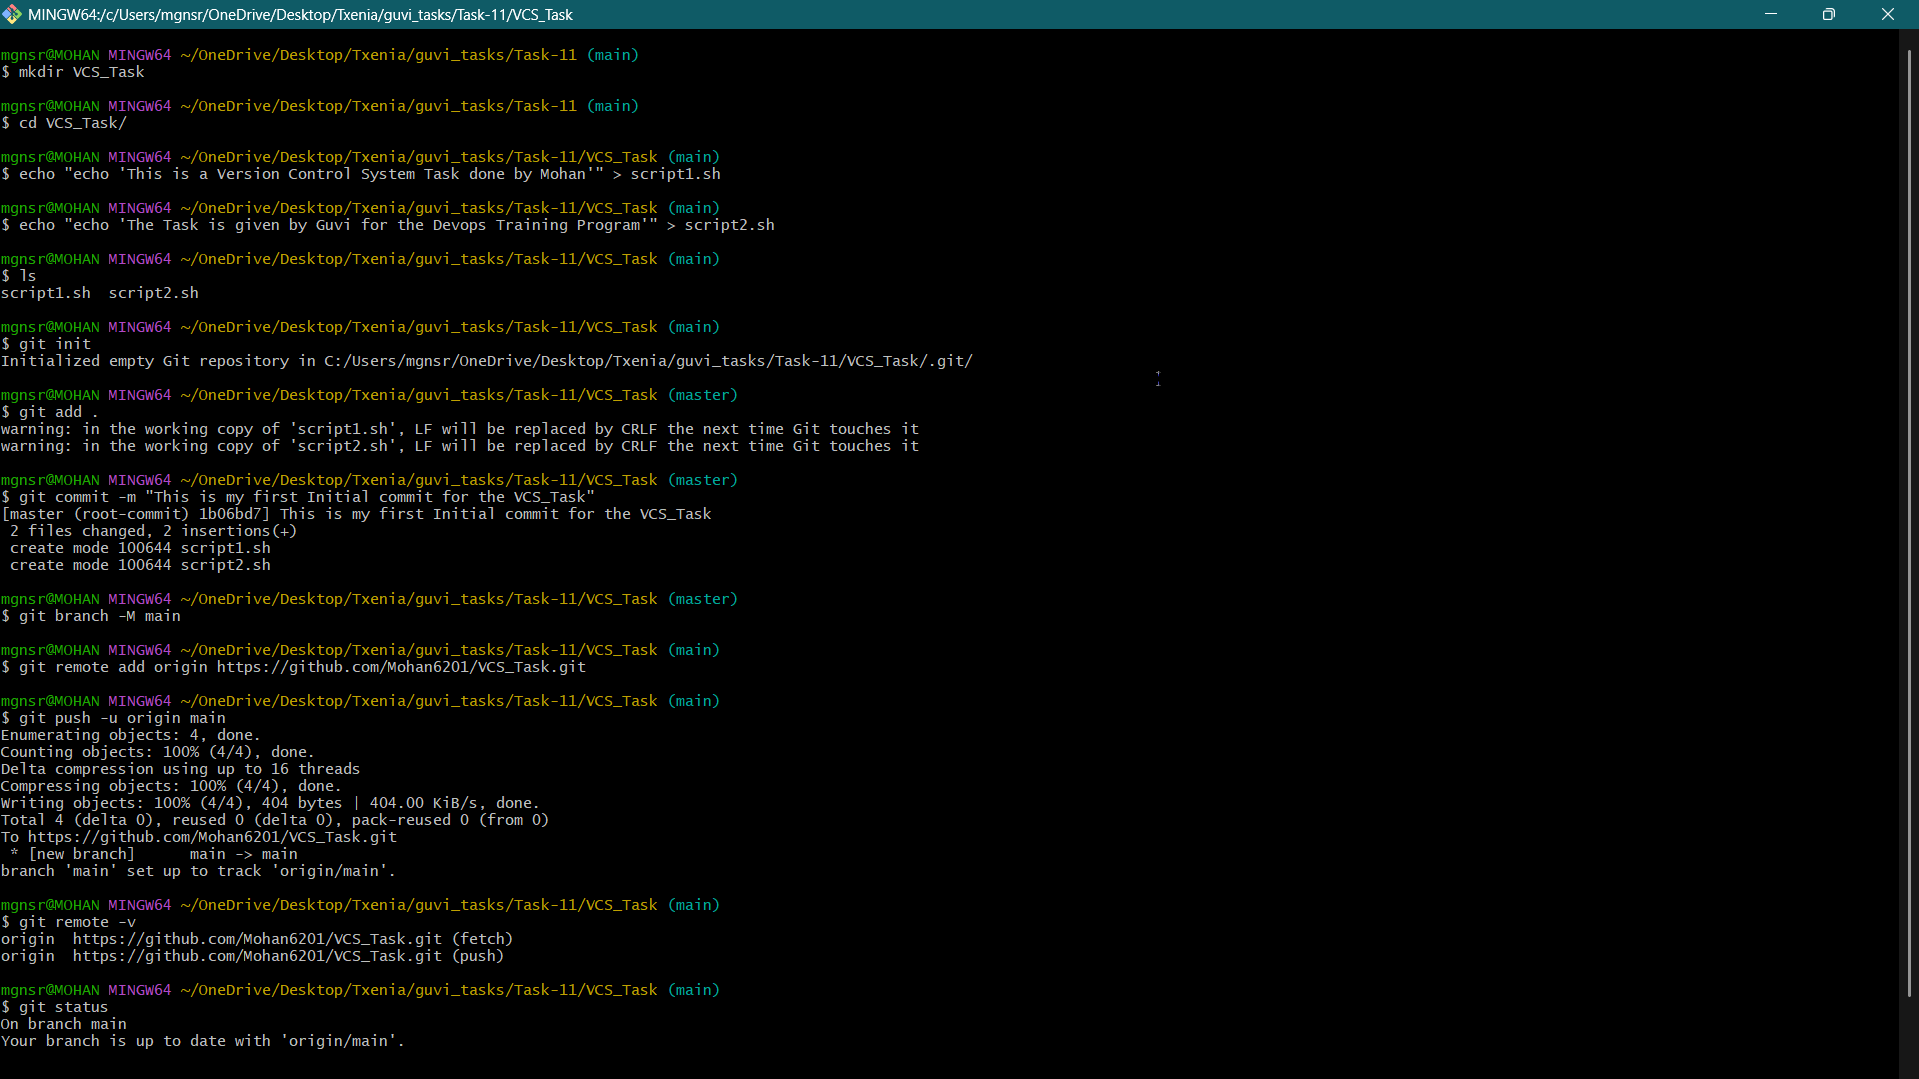 MINGW64:/c/Users/mgnsr/OneDrive/Desktop/Txenia/guvi_tasks/Task-11/VCS_Task
mgnsr@MOHAN MINGW64 ~/OneDrive/Desktop/Txenia/guvi_tasks/Task-11 (main)
$ mkdir VCS_Task
mgnsr@MOHAN MINGW64 ~/OneDrive/Desktop/Txenia/guvi_tasks/Task-11 (main)
$ cd VCS_Task/
mgnsr@MOHAN MINGW64 ~/OneDrive/Desktop/Txenia/guvi_tasks/Task-11/VCS_Task (main)
$ echo "echo 'This is a Version Control System Task done by Mohan'" > script1.sh
mgnsr@MOHAN MINGW64 ~/OneDrive/Desktop/Txenia/guvi_tasks/Task-11/VCS_Task (main)
$ echo "echo 'The Task is given by Guvi for the Devops Training Program'" > script2.sh
mgnsr@MOHAN MINGW64 ~/OneDrive/Desktop/Txenia/guvi_tasks/Task-11/VCS_Task (main)
$ ls
script1.sh  script2.sh
mgnsr@MOHAN MINGW64 ~/OneDrive/Desktop/Txenia/guvi_tasks/Task-11/VCS_Task (main)
$ git init
Initialized empty Git repository in C:/Users/mgnsr/OneDrive/Desktop/Txenia/guvi_tasks/Task-11/VCS_Task/.git/
mgnsr@MOHAN MINGW64 ~/OneDrive/Desktop/Txenia/guvi_tasks/Task-11/VCS_Task (master)
$ git add .
warning: in the working copy of 'script1.sh', LF will be replaced by CRLF the next time Git touches it
warning: in the working copy of 'script2.sh', LF will be replaced by CRLF the next time Git touches it
mgnsr@MOHAN MINGW64 ~/OneDrive/Desktop/Txenia/guvi_tasks/Task-11/VCS_Task (master)
$ git commit -m "This is my first Initial commit for the VCS_Task"
[master (root-commit) 1b06bd7] This is my first Initial commit for the VCS_Task
 2 files changed, 2 insertions(+)
 create mode 100644 script1.sh
 create mode 100644 script2.sh
mgnsr@MOHAN MINGW64 ~/OneDrive/Desktop/Txenia/guvi_tasks/Task-11/VCS_Task (master)
$ git branch -M main
mgnsr@MOHAN MINGW64 ~/OneDrive/Desktop/Txenia/guvi_tasks/Task-11/VCS_Task (main)
$ git remote add origin https://github.com/Mohan6201/VCS_Task.git
mgnsr@MOHAN MINGW64 ~/OneDrive/Desktop/Txenia/guvi_tasks/Task-11/VCS_Task (main)
$ git push -u origin main
Enumerating objects: 4, done.
Counting objects: 100% (4/4), done.
Delta compression using up to 16 threads
Compressing objects: 100% (4/4), done.
Writing objects: 100% (4/4), 404 bytes | 404.00 KiB/s, done.
Total 4 (delta 0), reused 0 (delta 0), pack-reused 0 (from 0)
To https://github.com/Mohan6201/VCS_Task.git
 * [new branch]      main -> main
branch 'main' set up to track 'origin/main'.
mgnsr@MOHAN MINGW64 ~/OneDrive/Desktop/Txenia/guvi_tasks/Task-11/VCS_Task (main)
$ git remote -v
origin  https://github.com/Mohan6201/VCS_Task.git (fetch)
origin  https://github.com/Mohan6201/VCS_Task.git (push)
mgnsr@MOHAN MINGW64 ~/OneDrive/Desktop/Txenia/guvi_tasks/Task-11/VCS_Task (main)
$ git status
On branch main
Your branch is up to date with 'origin/main'.